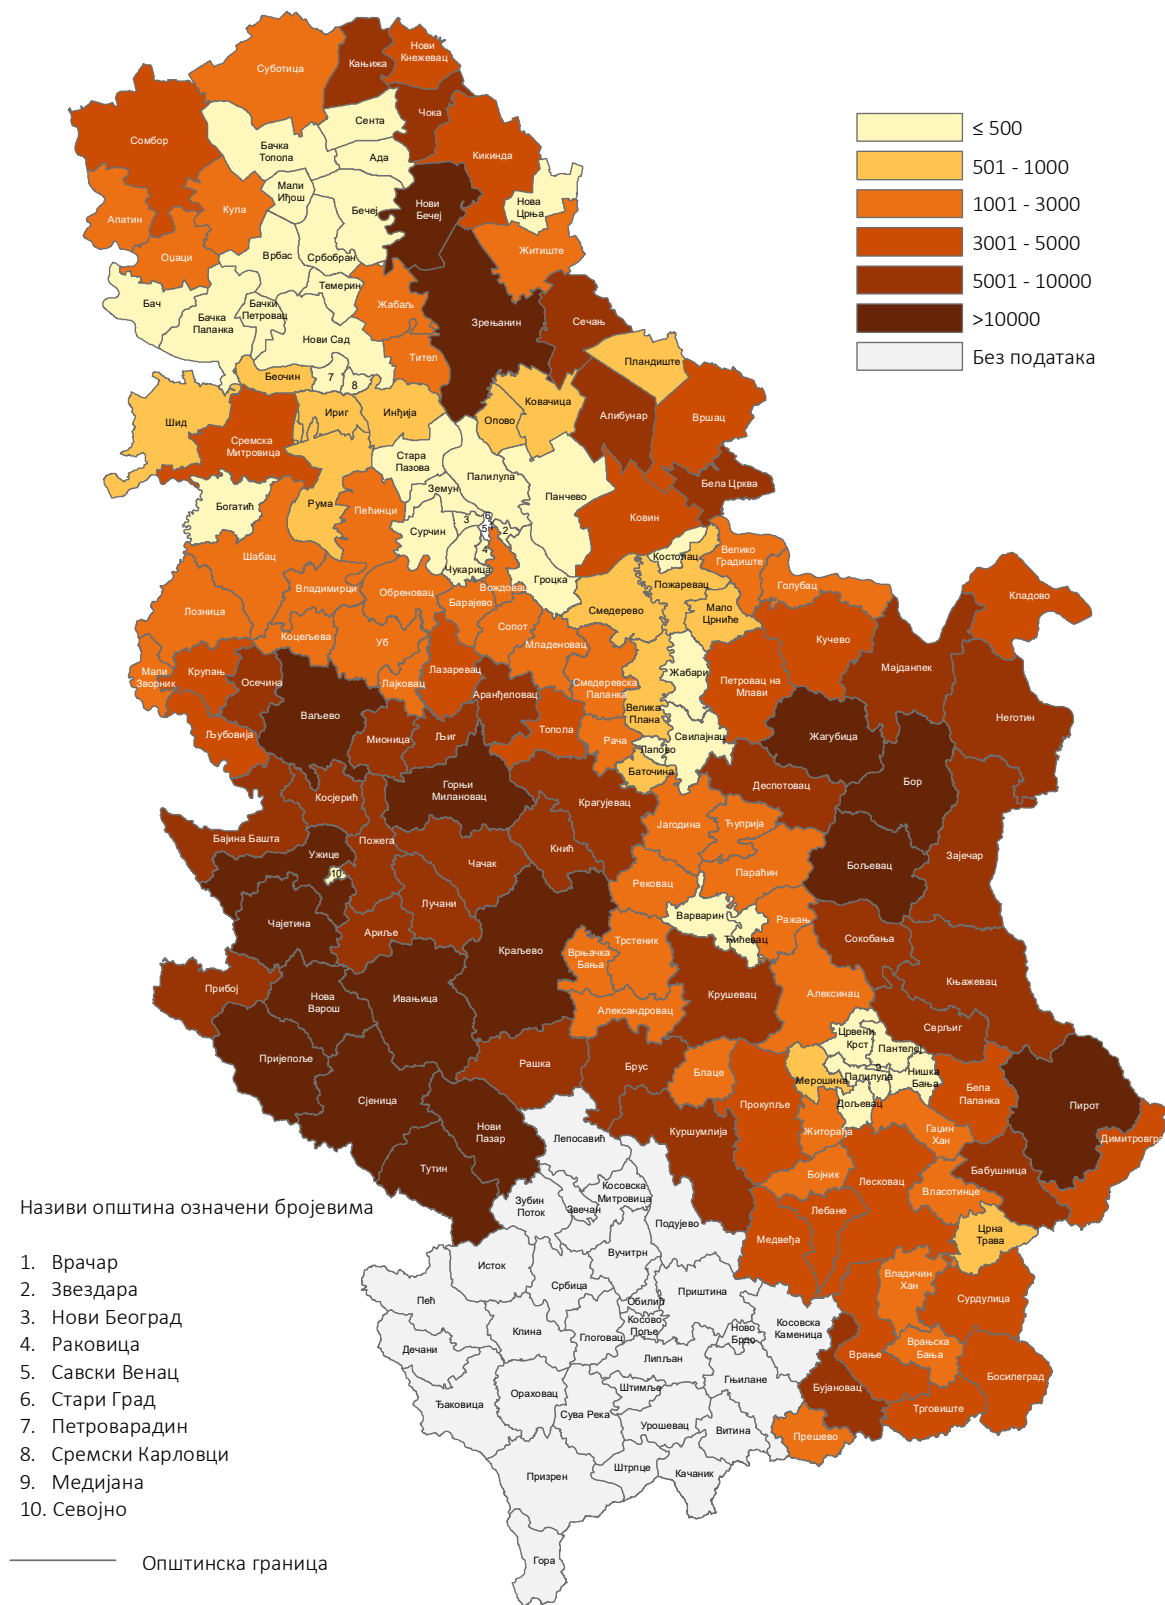 Суботица
Кањижа
Нови
Кнежевац
Сента
Чока
Сомбор
Бачка
Топола
Ада
Кикинда
Мали
Иђош
Нова
Црња
Апатин
Кула
Бечеј
Нови
Бечеј
Оџаци
Врбас
Србобран
Житиште
Темерин
Бач
Бачка
Паланка
Бачки
Петровац
Жабаљ
Зрењанин
Сечањ
Нови Сад
Тител
Пландиште
Беочин
7
8
Шид
Ириг
Инђија
Опово
Ковачица
Алибунар
Вршац
Сремска
Митровица
Стара
Пазова
Палилула
Бела Црква
Богатић
Рума
Пећинци
Земун
Панчево
Сурчин
3
6
5
2
4
Ковин
Чукарица
Гроцка
Костолац
Велико
Градиште
Шабац
Владимирци
Обреновац
Барајево
Вождовац
Пожаревац
Голубац
Кладово
Лозница
Смедерево
Мало
Црниће
Коцељева
Уб
Сопот
Младеновац
Кучево
Мајданпек
Мали
Зворник
Крупањ
Осечина
Лајковац
Лазаревац
Аранђеловац
Смедеревска
Паланка
Жабари
Петровац на
Млави
Неготин
Ваљево
Велика
Плана
Љубовија
Мионица
Љиг
Топола
Рача
Лапово
Свилајнац
Жагубица
Баточина
Косјерић
Горњи
Милановац
Крагујевац
Деспотовац
Бор
Бајина Башта
Пожега
Јагодина
Ћуприја
Ужице
10
Чачак
Кнић
Бољевац
Зајечар
Рековац
Параћин
Лучани
Чајетина
Ариље
Варварин
Ћићевац
Ражањ
Сокобања
Краљево
Врњачка
Бања
Трстеник
Прибој
Нова
Варош
Ивањица
Крушевац
Алексинац
Књажевац
Александровац
Пријепоље
Рашка
Брус
Црвени
Крст
Пантелеј
Сврљиг
Сјеница
Блаце
Мерошина
Палилула
9
Нишка
Бања
Бела
Паланка
Дољевац
Пирот
Прокупље
Нови
Пазар
Лепосавић
Куршумлија
Житорађа
Гаџин
Хан
Димитровград
Тутин
Бојник
Лесковац
Бабушница
Зубин
Поток
Косовска
Митровица
Звечан
Власотинце
Подујево
Лебане
Црна
Трава
Медвеђа
Вучитрн
Исток
Србица
Владичин
Хан
Пећ
Обилић
Приштина
Сурдулица
Клина
Глоговац
Косово
Поље
Ново
Брдо
Косовска
Каменица
Дечани
Врање
Врањска
Бања
Липљан
Гњилане
Босилеград
Ђаковица
Ораховац
Штимље
Бујановац
Сува Река
Урошевац
Витина
Трговиште
Прешево
Призрен
Штрпце
Качаник
Гора
≤ 500
501 - 1000
1001 - 3000
3001 - 5000
5001 - 10000
>10000
Без података
Називи општина означени бројевима
1. Врачар
2. Звездара
3. Нови Београд
4. Раковица
5. Савски Венац
6. Стари Град
7. Петроварадин
8. Сремски Карловци
9. Медијана
10. Севојно
Општинска граница